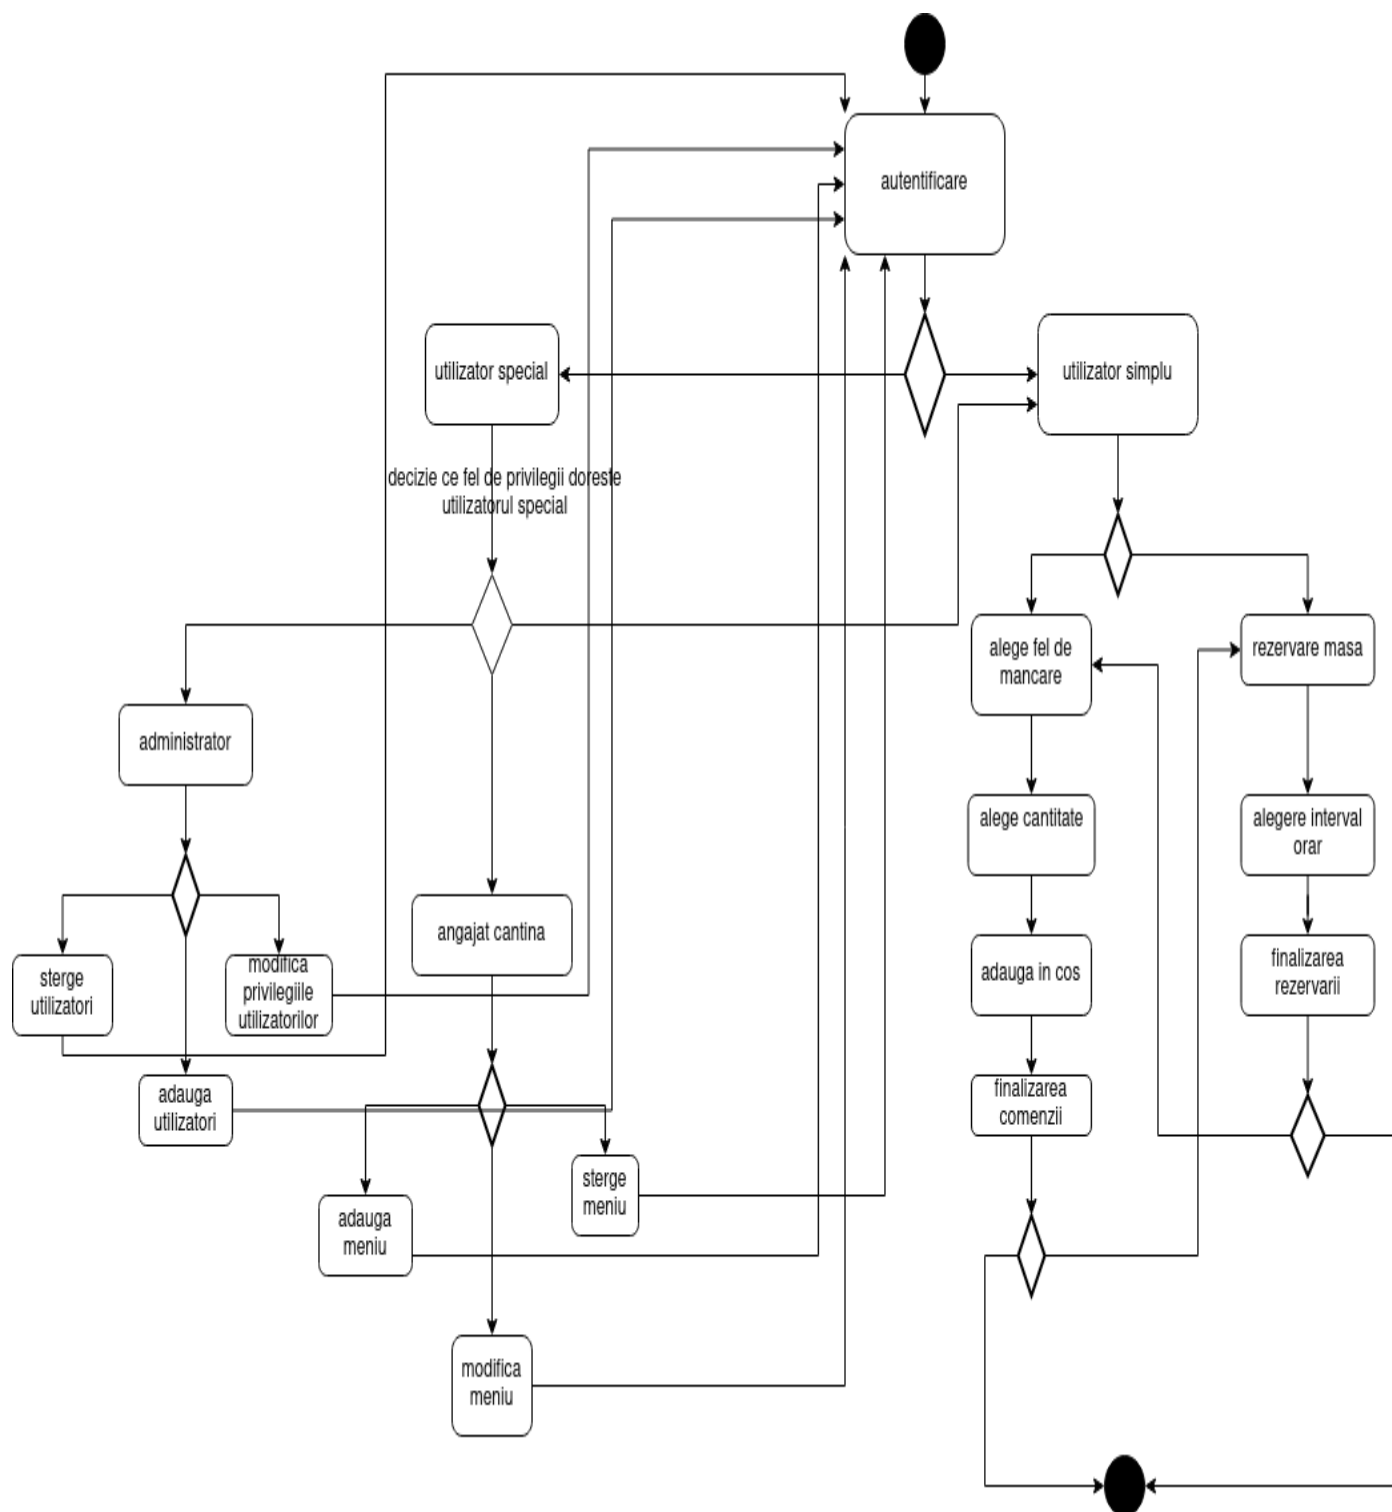 autentificare
utilizator special
utilizator simplu
decizie ce fel de privilegii doreste
utilizatorul special
alege fel de
mancare
rezervare masa
administrator
alege cantitate
alegere interval
orar
angajat cantina
sterge
utilizatori
modifica
privilegiile
utilizatorilor
adauga in cos
finalizarea
rezervarii
adauga
utilizatori
finalizarea
comenzii
sterge
meniu
adauga
meniu
modifica
meniu